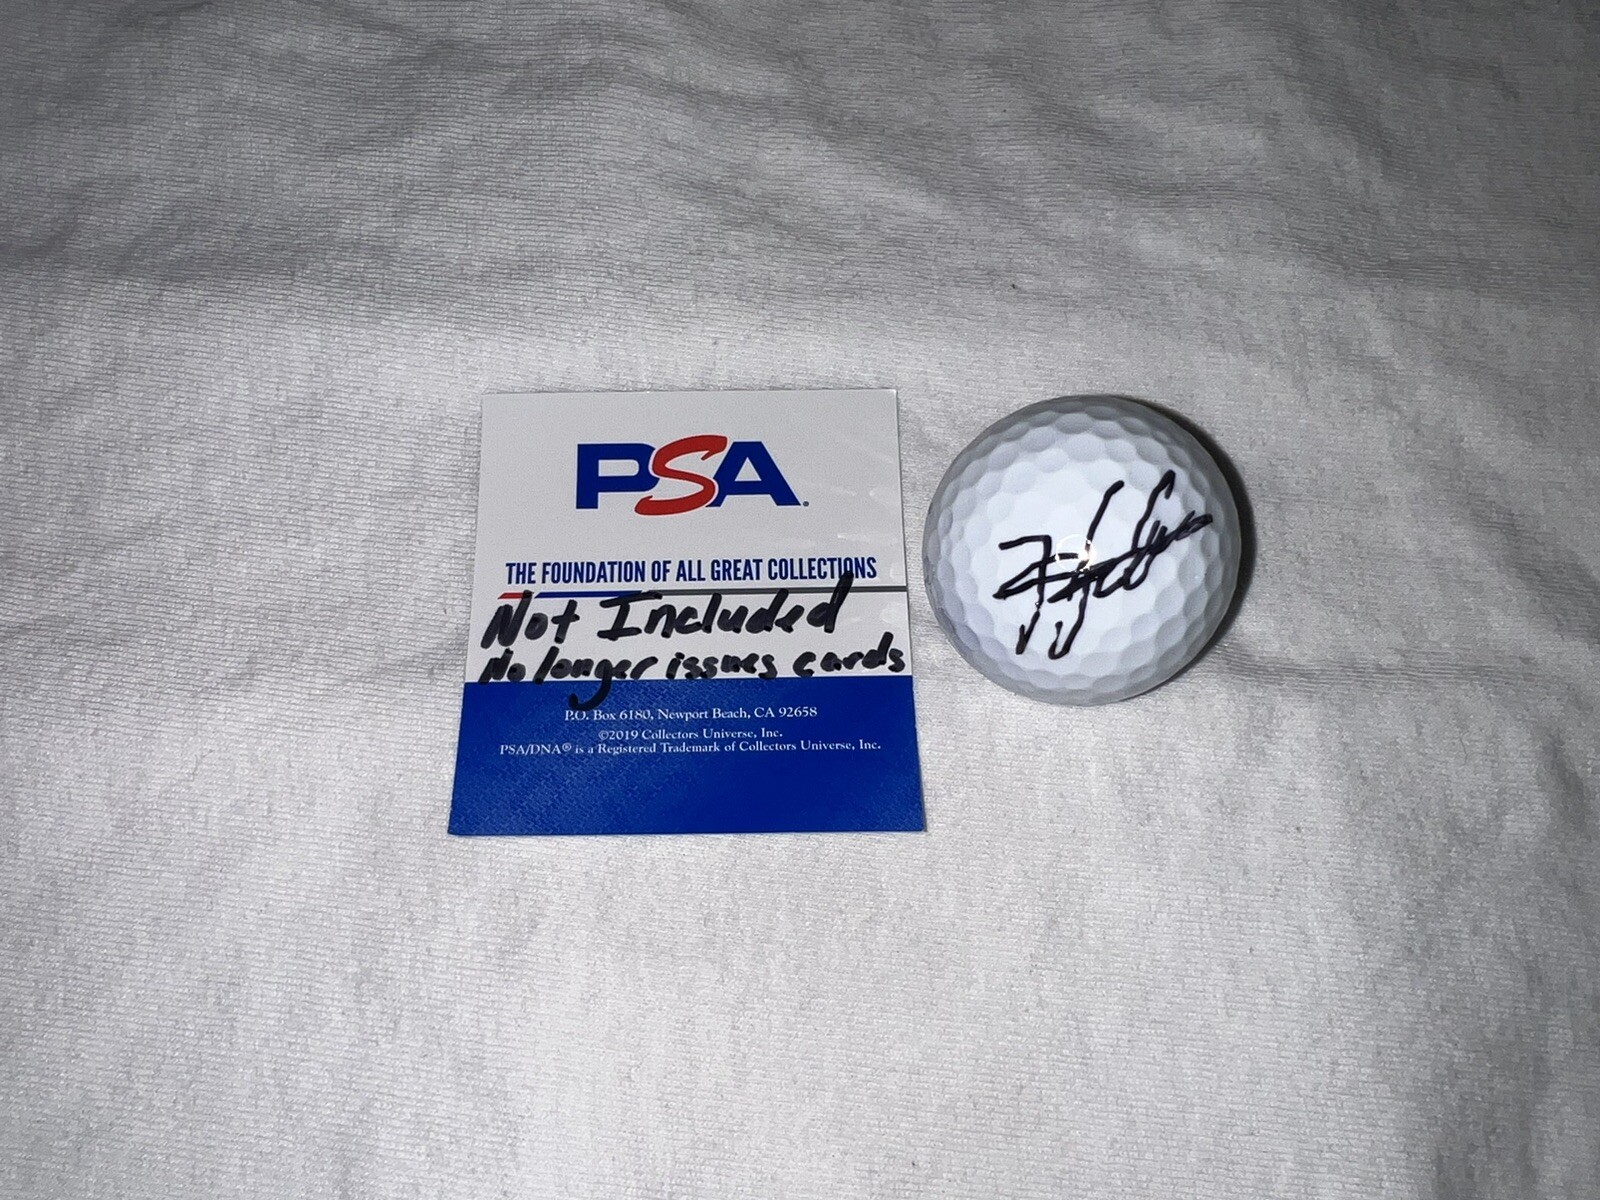 PSA
THE FOUNDATION OF ALL GREAT COLLECTIONS
Not Included
No longer issues cards
P.O. Box 6180, Newport Beach, CA 92658
©2019 Collectors Universe, Inc.
PSA/DNA® is a Registered Trademark of Collectors Universe, Inc.